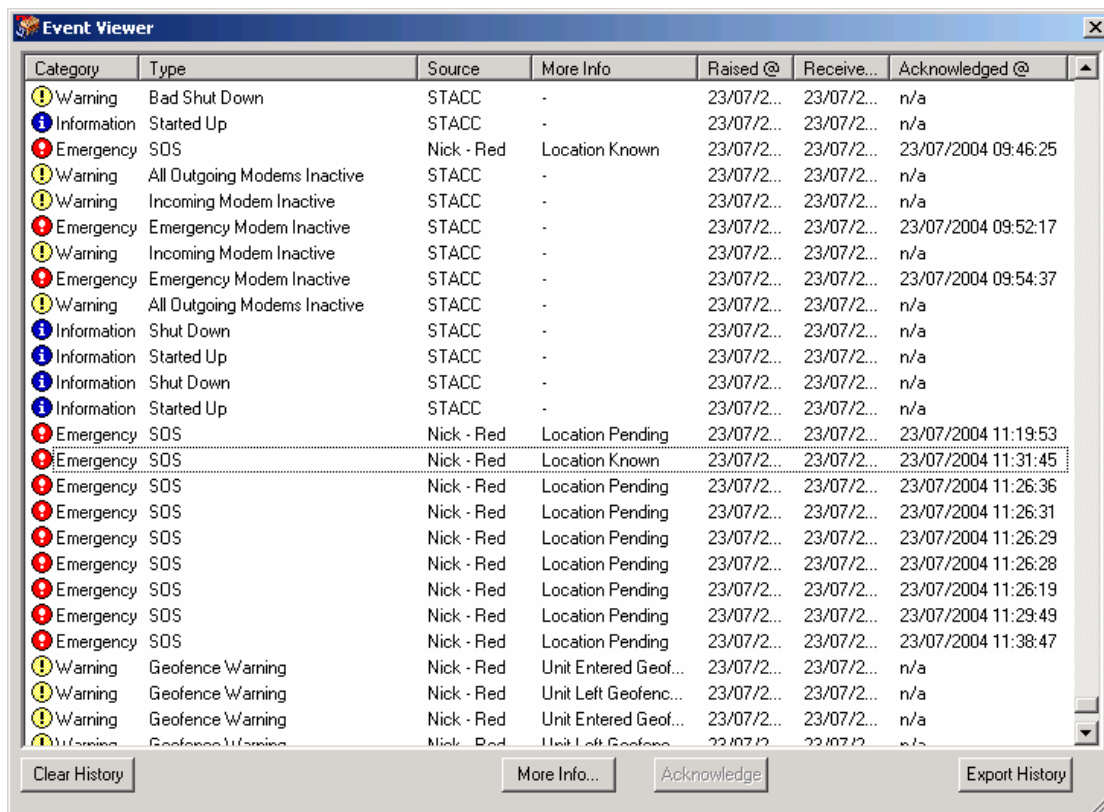 Event Viewer
Category Type Source More Info Raised @ Receive... Acknowledged @
Warning Bad Shut Down STACC - 23/07/2... 23/07/2... n/a
Information Started Up STACC - 23/07/2... 23/07/2... n/a
Emergency SOS Nick - Red Location Known 23/07/2... 23/07/2... 23/07/2004 09:46:25
Warning All Outgoing Modems Inactive STACC - 23/07/2... 23/07/2... n/a
Warning Incoming Modem Inactive STACC - 23/07/2... 23/07/2... n/a
Emergency Emergency Modem Inactive STACC - 23/07/2... 23/07/2... 23/07/2004 09:52:17
Warning Incoming Modem Inactive STACC - 23/07/2... 23/07/2... n/a
Emergency Emergency Modem Inactive STACC - 23/07/2... 23/07/2... 23/07/2004 09:54:37
Warning All Outgoing Modems Inactive STACC - 23/07/2... 23/07/2... n/a
Information Shut Down STACC - 23/07/2... 23/07/2... n/a
Information Started Up STACC - 23/07/2... 23/07/2... n/a
Information Shut Down STACC - 23/07/2... 23/07/2... n/a
Information Started Up STACC - 23/07/2... 23/07/2... n/a
Emergency SOS Nick - Red Location Pending 23/07/2... 23/07/2... 23/07/2004 11:19:53
Emergency SOS Nick - Red Location Known 23/07/2... 23/07/2... 23/07/2004 11:31:45
Emergency SOS Nick - Red Location Pending 23/07/2... 23/07/2... 23/07/2004 11:26:36
Emergency SOS Nick - Red Location Pending 23/07/2... 23/07/2... 23/07/2004 11:26:31
Emergency SOS Nick - Red Location Pending 23/07/2... 23/07/2... 23/07/2004 11:26:29
Emergency SOS Nick - Red Location Pending 23/07/2... 23/07/2... 23/07/2004 11:26:28
Emergency SOS Nick - Red Location Pending 23/07/2... 23/07/2... 23/07/2004 11:26:19
Emergency SOS Nick - Red Location Pending 23/07/2... 23/07/2... 23/07/2004 11:29:49
Emergency SOS Nick - Red Location Pending 23/07/2... 23/07/2... 23/07/2004 11:38:47
Warning Geofence Warning Nick - Red Unit Entered Geof... 23/07/2... 23/07/2... n/a
Warning Geofence Warning Nick - Red Unit Left Geofenc... 23/07/2... 23/07/2... n/a
Warning Geofence Warning Nick - Red Unit Entered Geof... 23/07/2... 23/07/2... n/a
Warning Geofence Warning Nick - Red Unit Left Geofenc... 23/07/2... 23/07/2... n/a
Clear History More Info... Acknowledge Export History